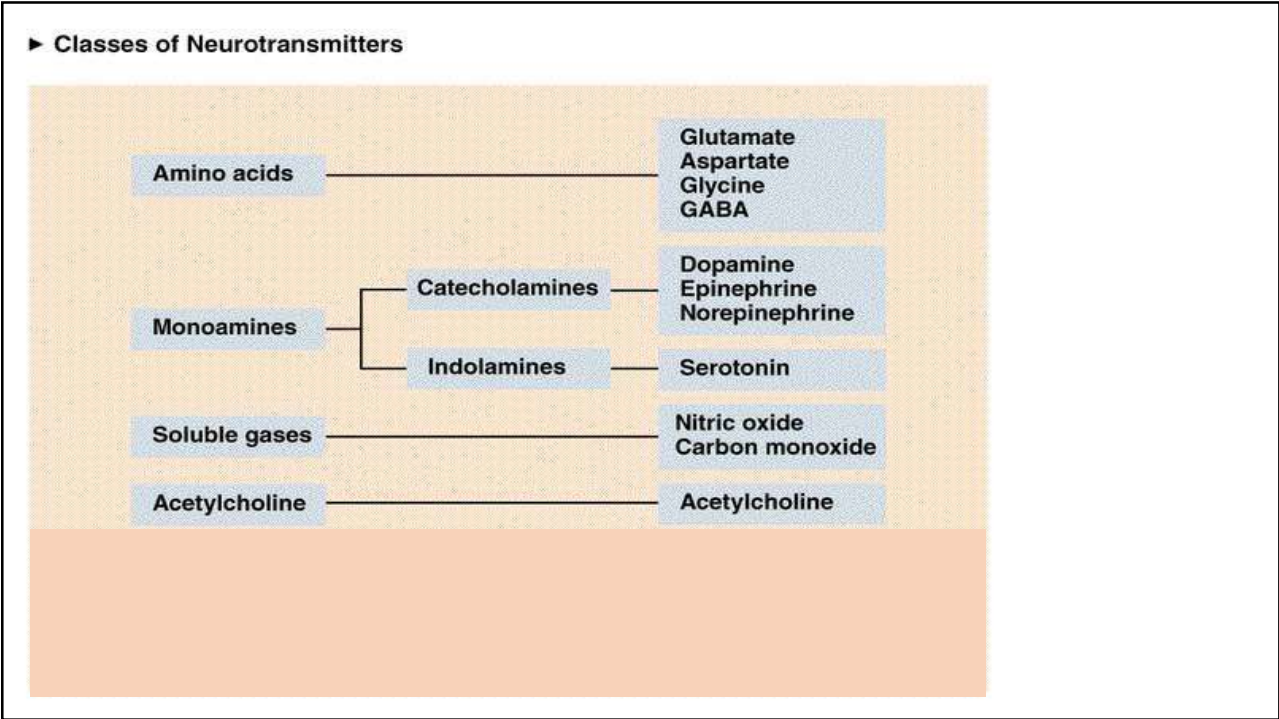 ► Classes of Neurotransmitters
Amino acids
Glutamate
Aspartate
Glycine
GABA
Monoamines
Catecholamines
Dopamine
Epinephrine
Norepinephrine
Indolamines
Serotonin
Soluble gases
Nitric oxide
Carbon monoxide
Acetylcholine
Acetylcholine